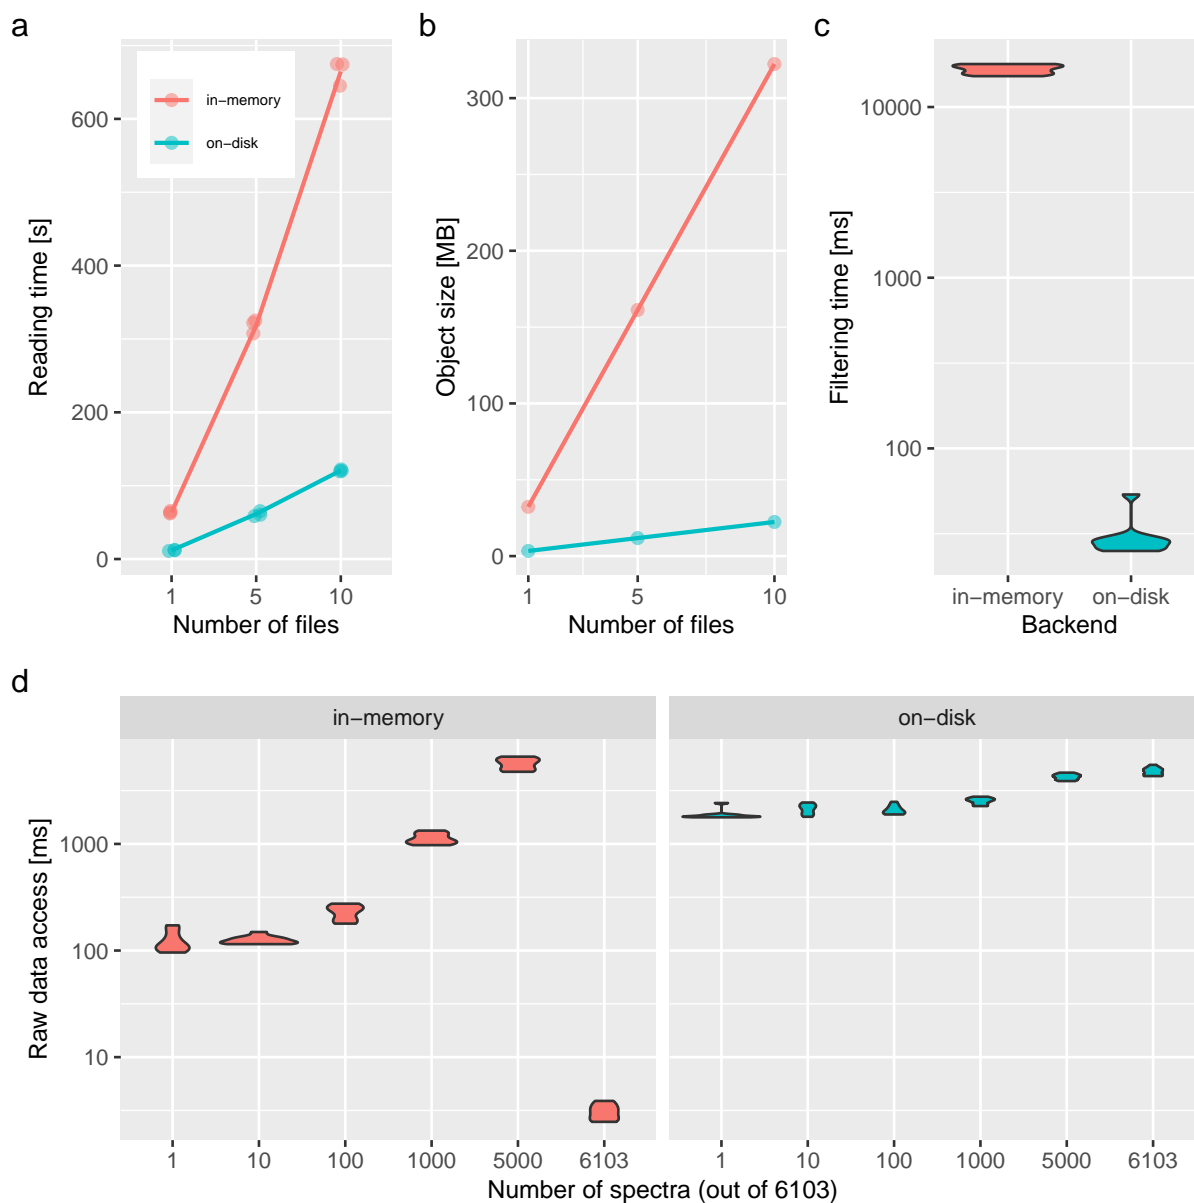 a
b
c
in−memory
on−disk
600
400
200
0
Reading time [s]
1 5 10
Number of files
300
200
100
0
Object size [MB]
1 5 10
Number of files
10000
1000
100
Filtering time [ms]
in−memory on−disk
Backend
d
in−memory
on−disk
1000
100
10
Raw data access [ms]
1 10 100 1000 5000 6103
1 10 100 1000 5000 6103
Number of spectra (out of 6103)